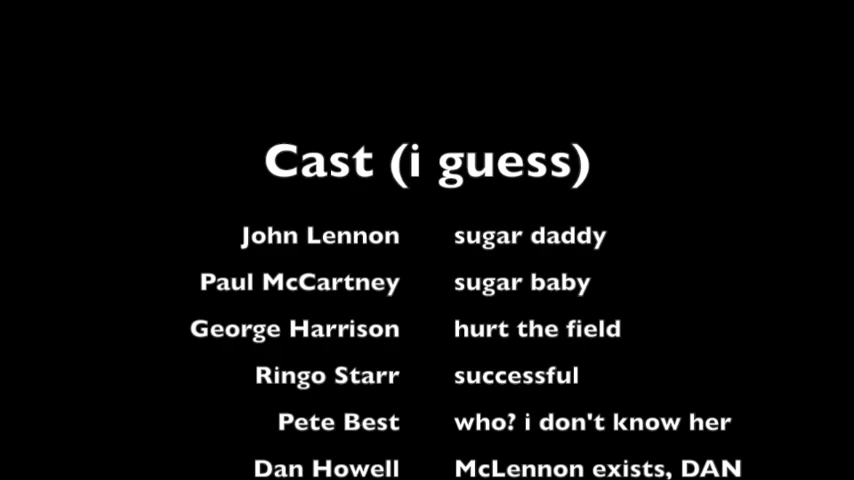 Cast (i guess)
John Lennon sugar daddy
Paul McCartney sugar baby
George Harrison hurt the field
Ringo Starr successful
Pete Best who? i don't know her
Dan Howell McLennon exists, DAN